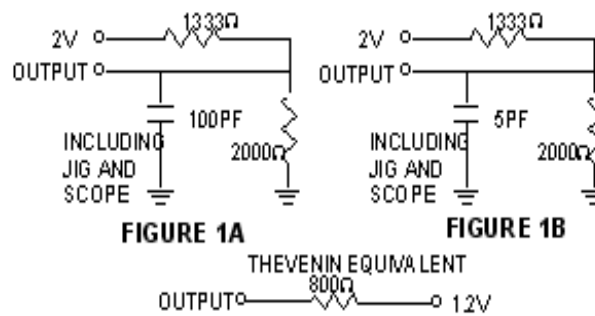 1333Ω
2V
OUTPUT
100PF
INCLUDING
JIG AND
SCOPE
2000Ω
FIGURE 1A
1333Ω
2V
OUTPUT
5PF
INCLUDING
JIG AND
SCOPE
2000Ω
FIGURE 1B
THEVENIN EQUIVALENT
800Ω
OUTPUT
1.2V